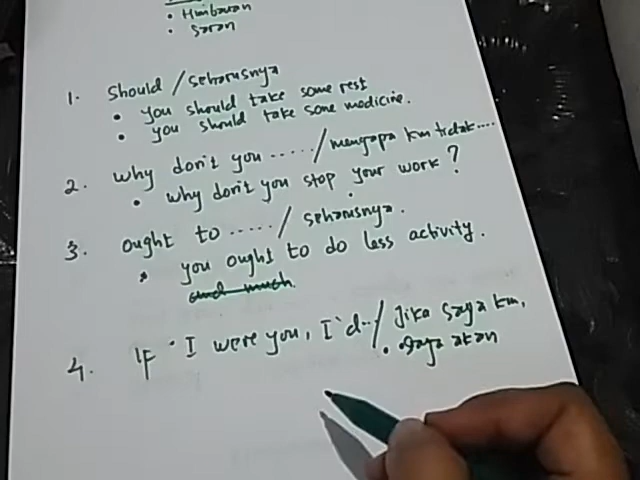 • Himbauan
• Saran
1. Should / seharusnya
• you should take some rest
• you should take some medicine.
2. why don't you ..... / mengapa km tidak....
• why don't you stop your work?
3. ought to ..... / seharusnya.
• you ought to do less activity.
and much
4. If I were you, I'd.. / Jika saya km,
• saya akan